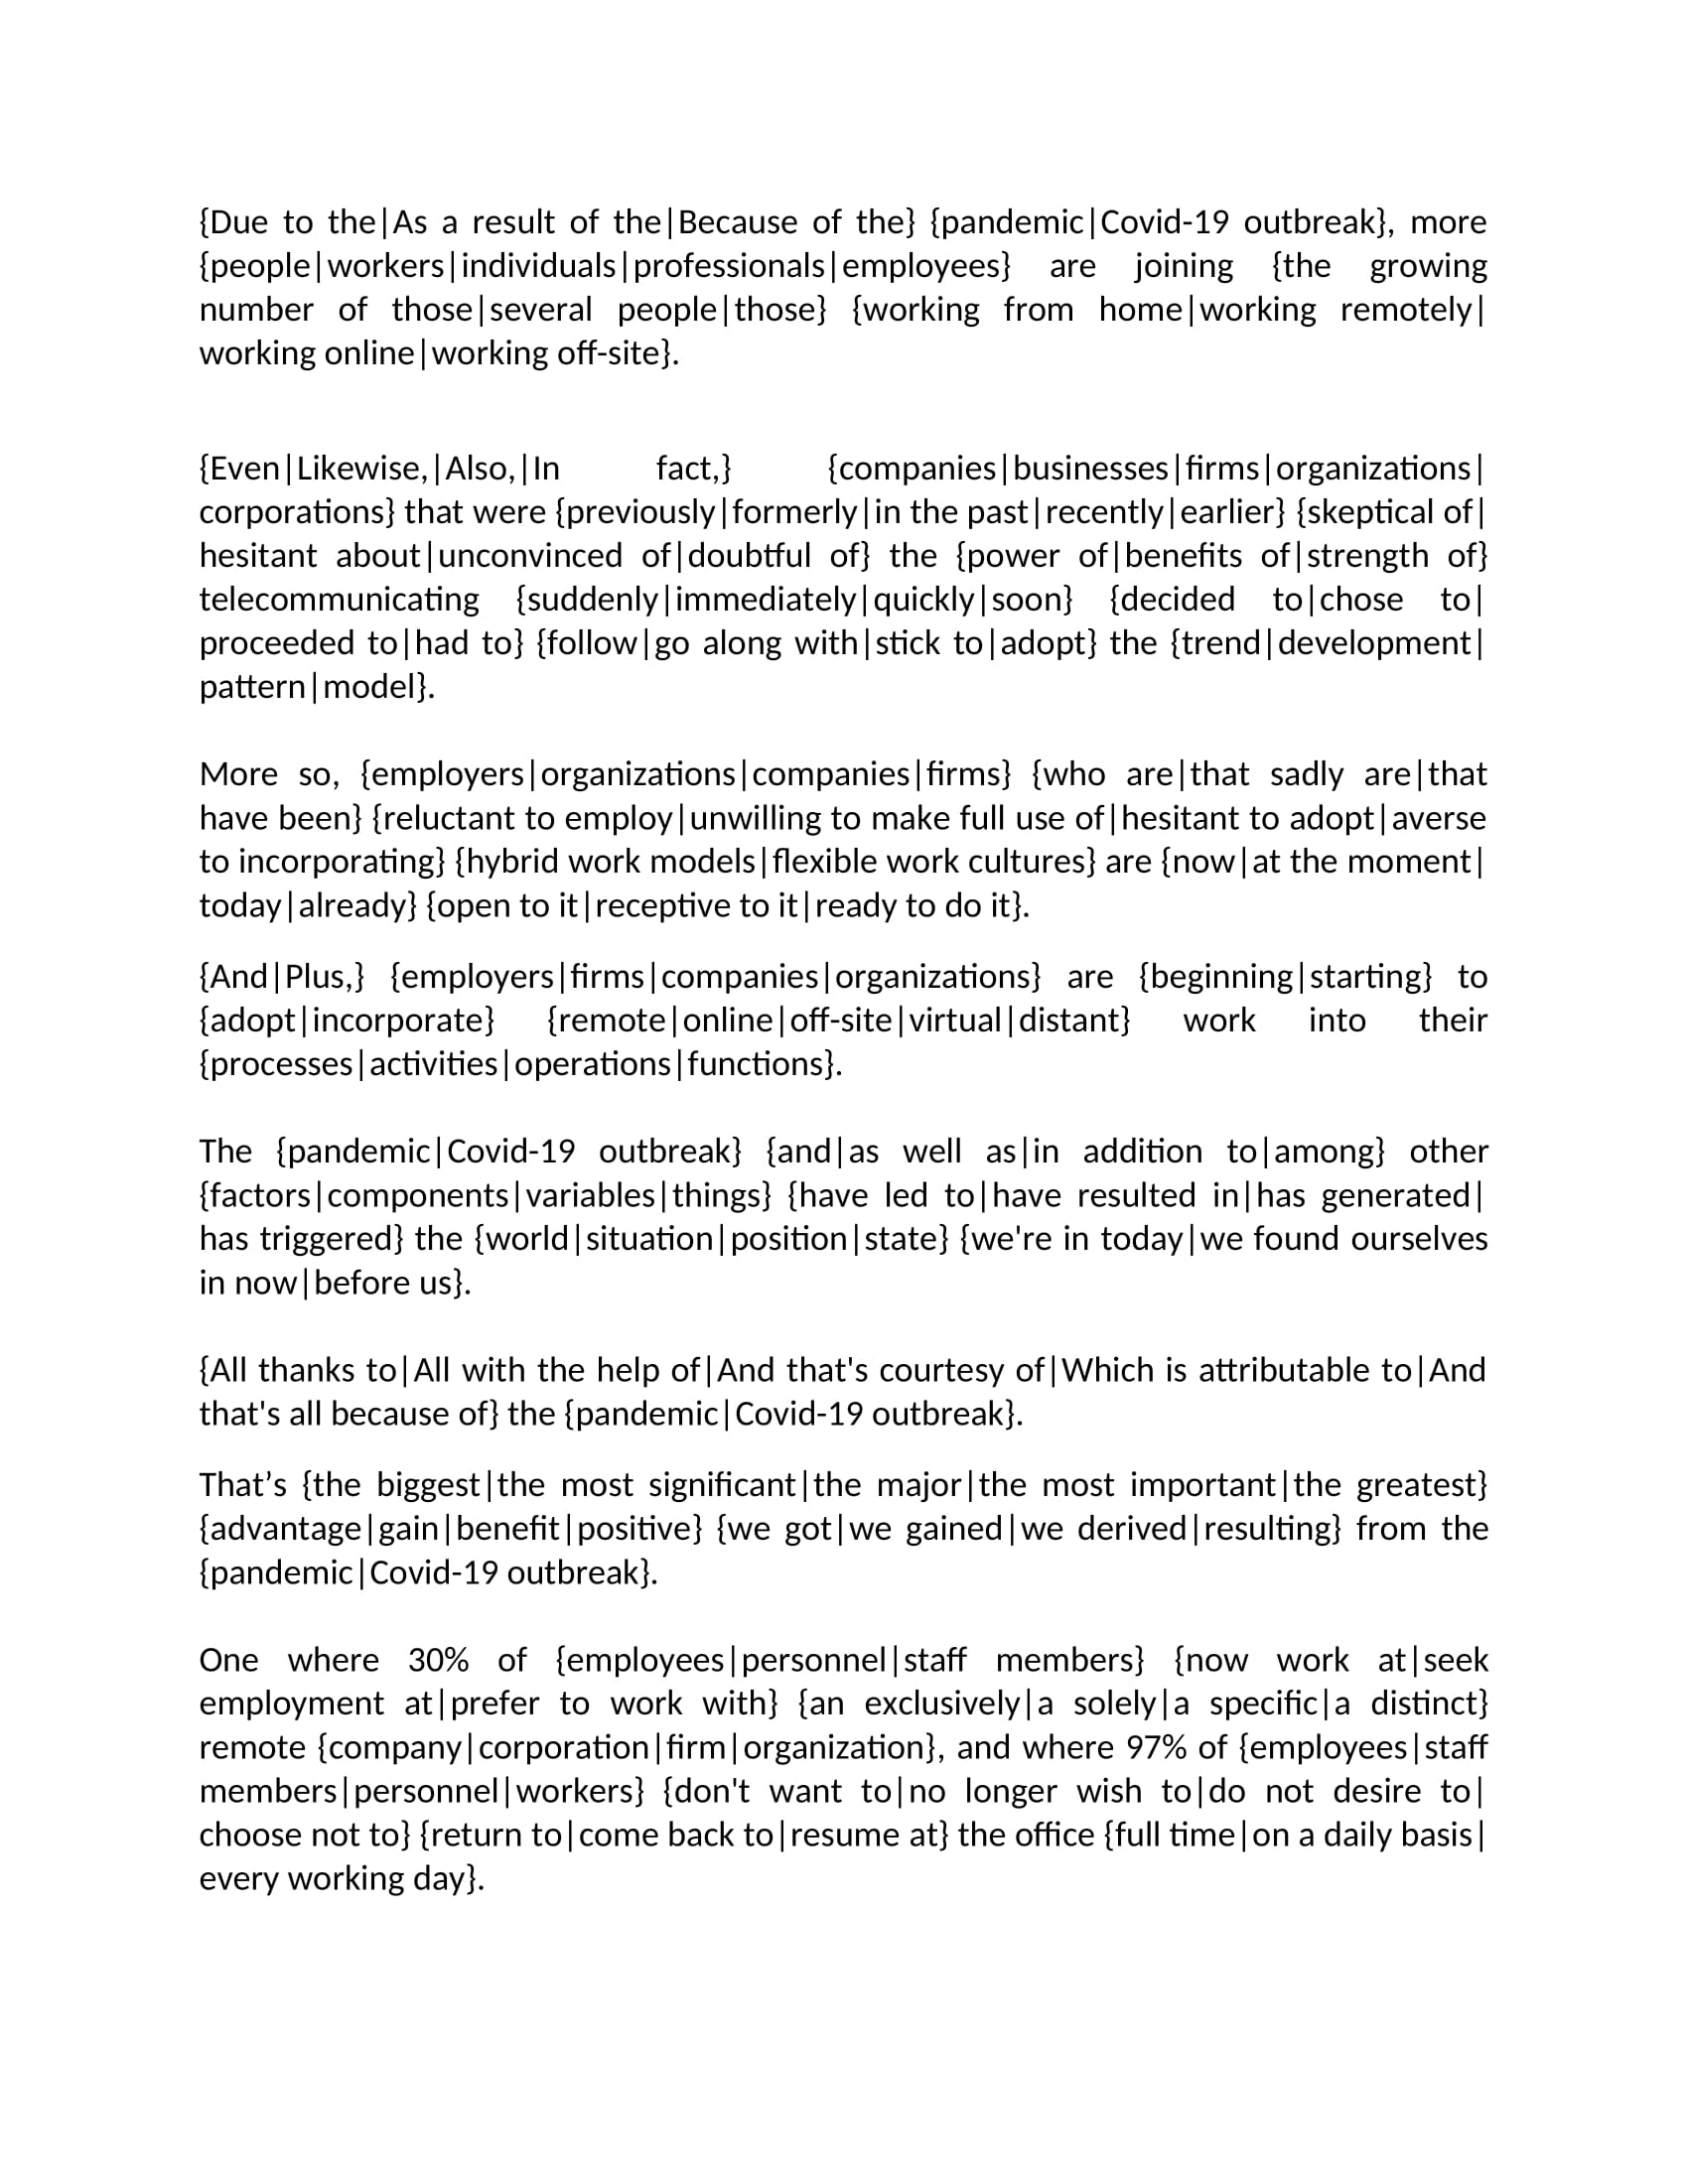 {Due to the|As a result of the|Because of the} {pandemic|Covid-19 outbreak}, more
{people|workers|individuals|professionals|employees} are joining {the growing
number of those|several people|those} {working from home|working remotely|
working online|working off-site}.
{Even|Likewise,|Also,|In fact,} {companies|businesses|firms|organizations|
corporations} that were {previously|formerly|in the past|recently|earlier} {skeptical of|
hesitant about|unconvinced of|doubtful of} the {power of|benefits of|strength of}
telecommunicating {suddenly|immediately|quickly|soon} {decided to|chose to|
proceeded to|had to} {follow|go along with|stick to|adopt} the {trend|development|
pattern|model}.
More so, {employers|organizations|companies|firms} {who are|that sadly are|that
have been} {reluctant to employ|unwilling to make full use of|hesitant to adopt|averse
to incorporating} {hybrid work models|flexible work cultures} are {now|at the moment|
today|already} {open to it|receptive to it|ready to do it}.
{And|Plus,} {employers|firms|companies|organizations} are {beginning|starting} to
{adopt|incorporate} {remote|online|off-site|virtual|distant} work into their
{processes|activities|operations|functions}.
The {pandemic|Covid-19 outbreak} {and|as well as|in addition to|among} other
{factors|components|variables|things} {have led to|have resulted in|has generated|
has triggered} the {world|situation|position|state} {we're in today|we found ourselves
in now|before us}.
{All thanks to|All with the help of|And that's courtesy of|Which is attributable to|And
that's all because of} the {pandemic|Covid-19 outbreak}.
That’s {the biggest|the most significant|the major|the most important|the greatest}
{advantage|gain|benefit|positive} {we got|we gained|we derived|resulting} from the
{pandemic|Covid-19 outbreak}.
One where 30% of {employees|personnel|staff members} {now work at|seek
employment at|prefer to work with} {an exclusively|a solely|a specific|a distinct}
remote {company|corporation|firm|organization}, and where 97% of {employees|staff
members|personnel|workers} {don't want to|no longer wish to|do not desire to|
choose not to} {return to|come back to|resume at} the office {full time|on a daily basis|
every working day}.